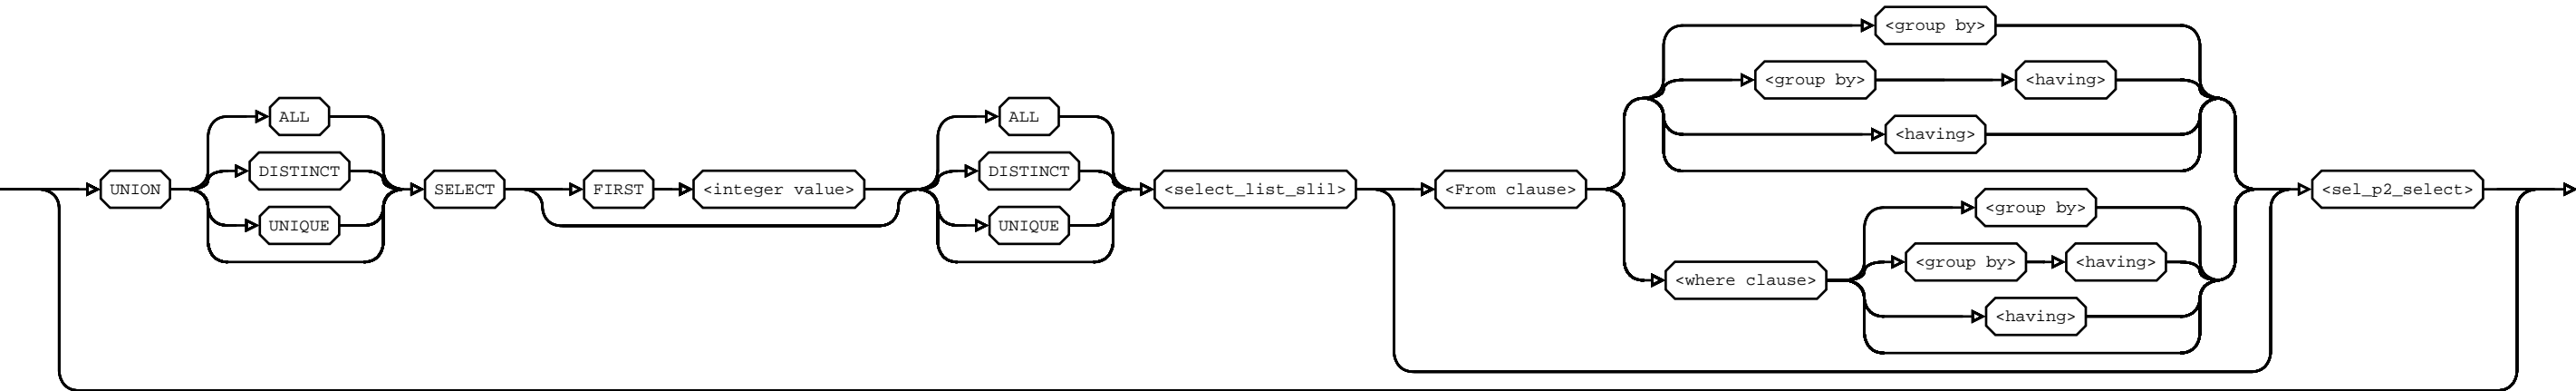 <group by>
<group by> <having>
ALL ALL
<having>
DISTINCT DISTINCT
UNION SELECT FIRST <integer value> <select_list_slil> <From clause> <sel_p2_select>
<group by>
UNIQUE UNIQUE
<group by> <having>
<where clause>
<having>